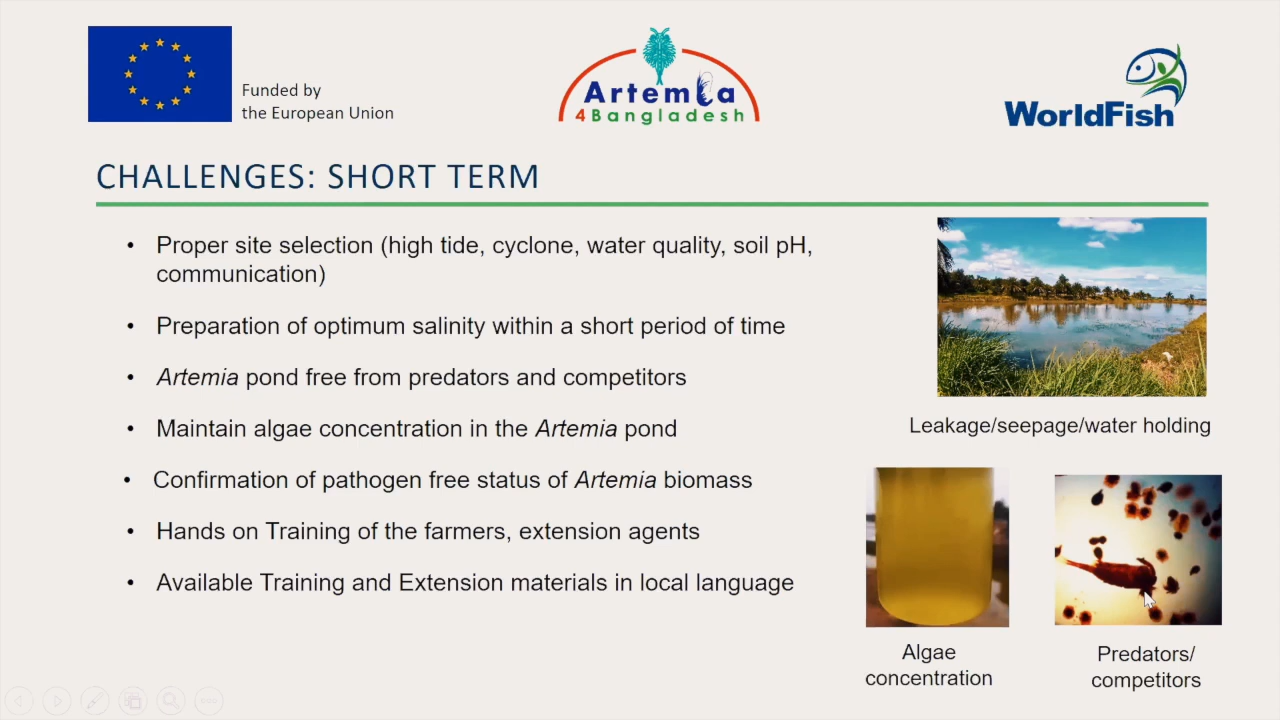 Funded by
the European Union
Artemia
4Bangladesh
WorldFish
CHALLENGES: SHORT TERM
• Proper site selection (high tide, cyclone, water quality, soil pH,
communication)
• Preparation of optimum salinity within a short period of time
• Artemia pond free from predators and competitors
• Maintain algae concentration in the Artemia pond
• Confirmation of pathogen free status of Artemia biomass
• Hands on Training of the farmers, extension agents
• Available Training and Extension materials in local language
Leakage/seepage/water holding
Algae
concentration
Predators/
competitors